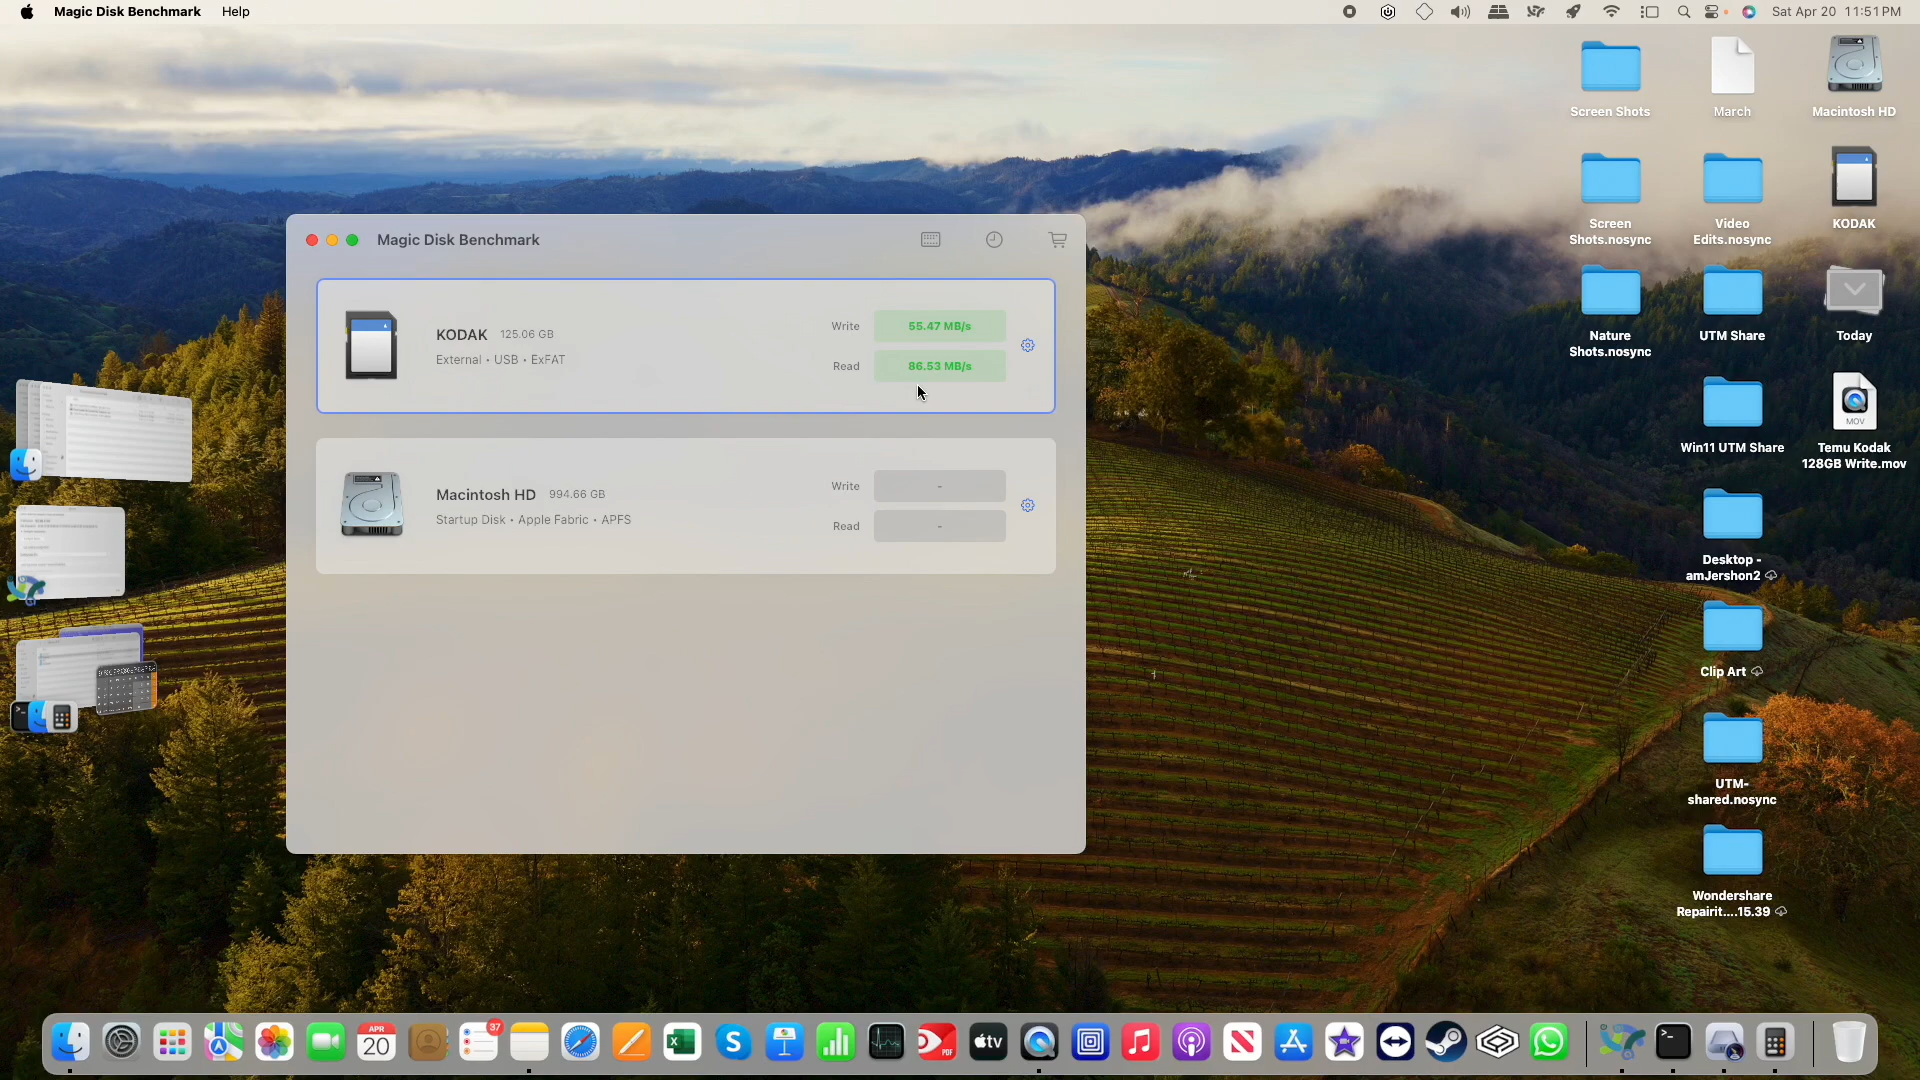 Magic Disk Benchmark Help
Sat Apr 20 11:51 PM
Screen Shots
March
Macintosh HD
Screen
Shots.nosync
Video
Edits.nosync
KODAK
Nature
Shots.nosync
UTM Share
Today
Win11 UTM Share
MOV
Temu Kodak
128GB Write.mov
Desktop -
amJershon2
Clip Art
UTM-
shared.nosync
Wondershare
Repairit....15.39
Magic Disk Benchmark
KODAK 125.06 GB
External • USB • ExFAT
Write 55.47 MB/s
Read 86.53 MB/s
Macintosh HD 994.66 GB
Startup Disk • Apple Fabric • APFS
Write -
Read -
APR
20
37
PDF
tv